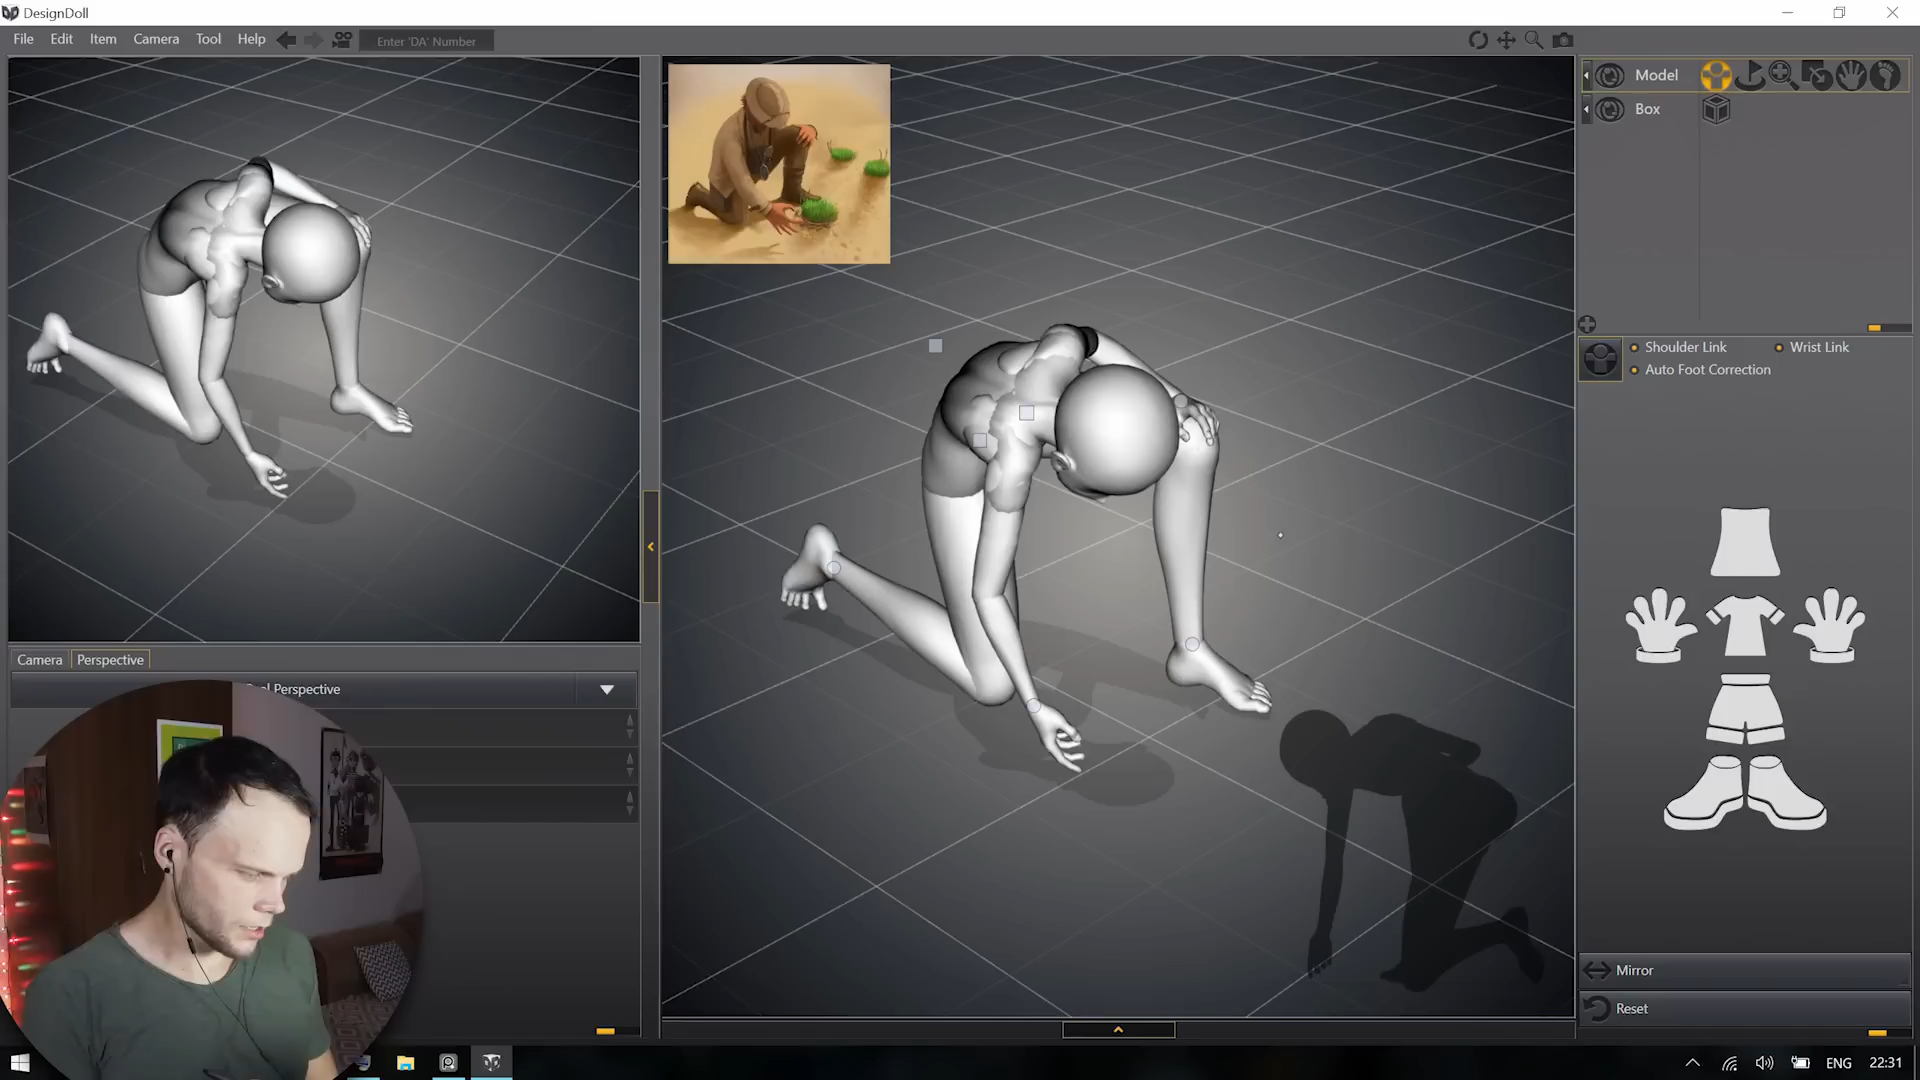 DesignDoll
File Edit Item Camera Tool Help Enter 'DA' Number
Model
Box
Shoulder Link Wrist Link
Auto Foot Correction
Camera Perspective
Perspective
Mirror
Reset
ENG 22:31